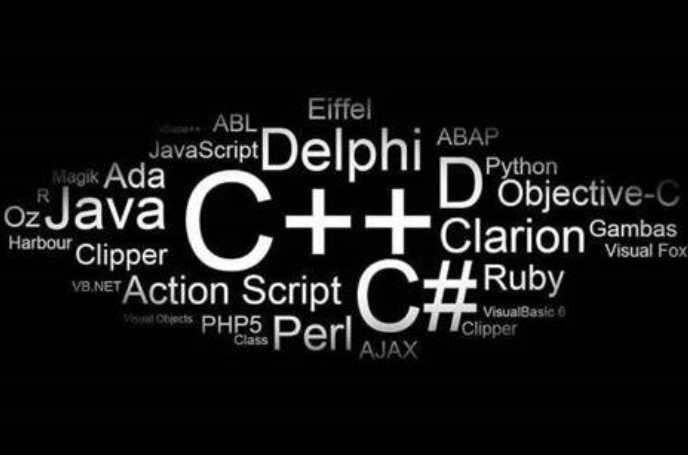 Eiffel
ABL
JavaScript
Delphi
ABAP
Magik
Ada
D
Python
R
Objective-C
Oz
Java
C++
Clarion
Gambas
Harbour
Clipper
Visual Fox
VB.NET
Action Script
C#
Ruby
Visual Objects
PHP5
Class
Perl
AJAX
VisualBasic 6
Clipper